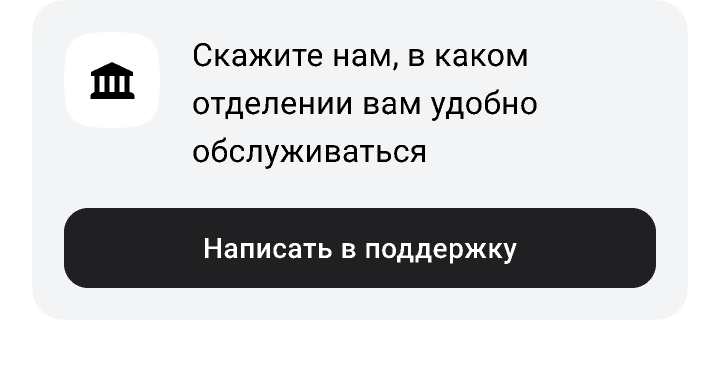 Скажите нам, в каком
отделении вам удобно
обслуживаться
Написать в поддержку